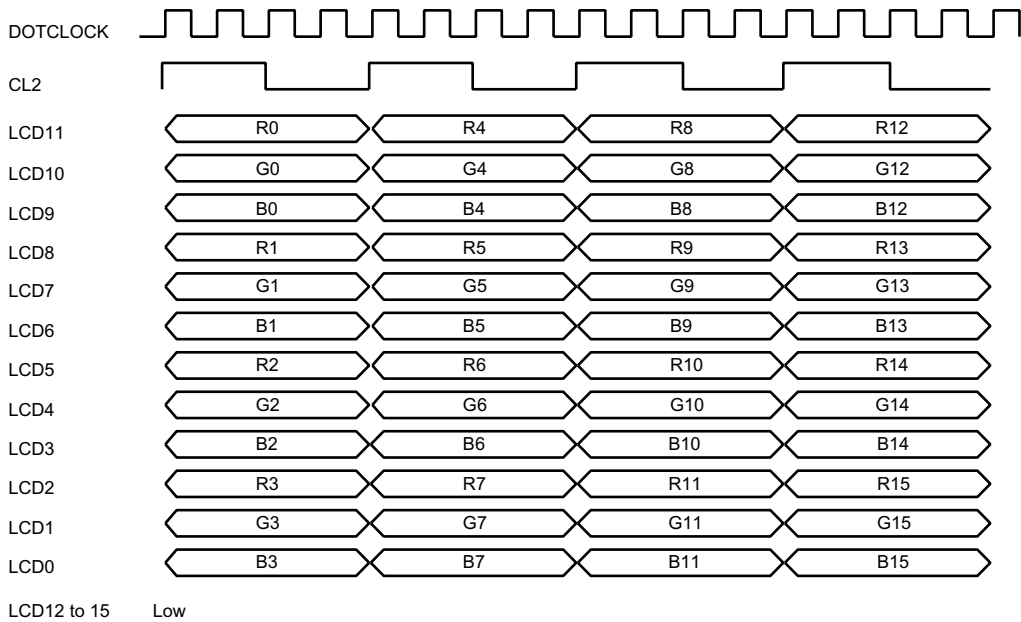 DOTCLOCK
CL2
LCD11 R0 R4 R8 R12
LCD10 G0 G4 G8 G12
LCD9 B0 B4 B8 B12
LCD8 R1 R5 R9 R13
LCD7 G1 G5 G9 G13
LCD6 B1 B5 B9 B13
LCD5 R2 R6 R10 R14
LCD4 G2 G6 G10 G14
LCD3 B2 B6 B10 B14
LCD2 R3 R7 R11 R15
LCD1 G3 G7 G11 G15
LCD0 B3 B7 B11 B15
LCD12 to 15 Low